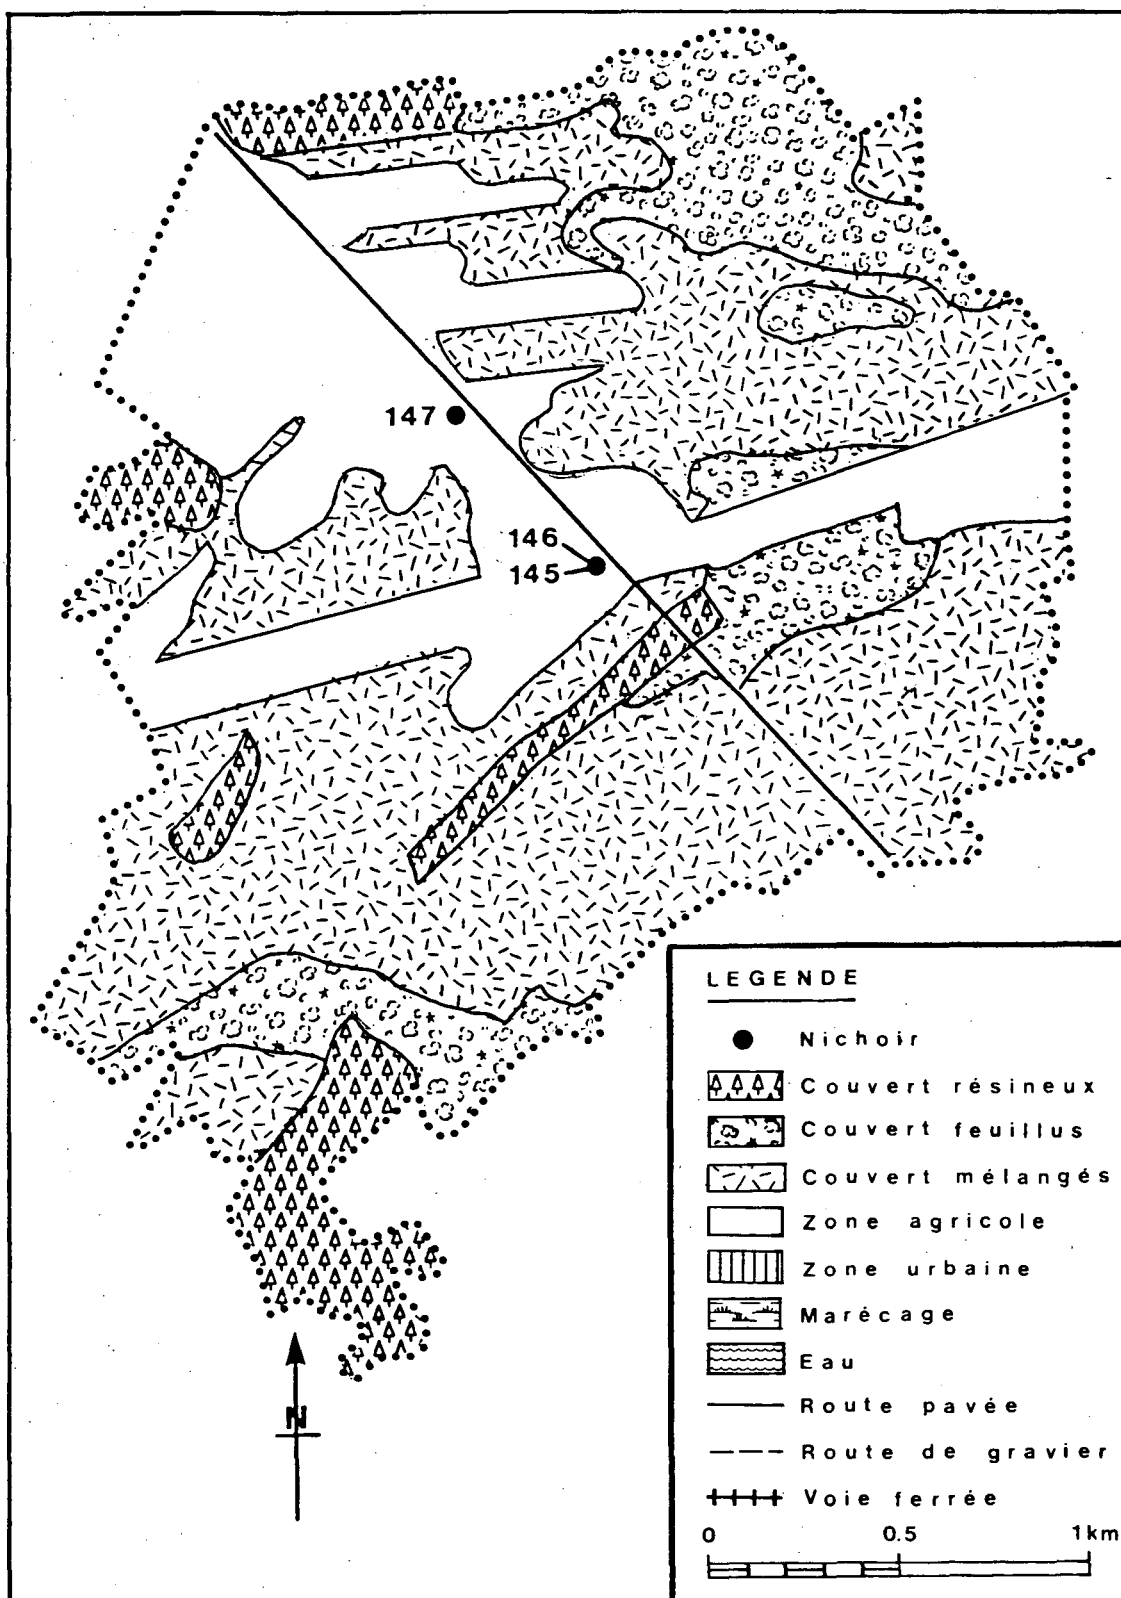 147
146
145
N
LEGENDE
Nichoir
Couvert résineux
Couvert feuillus
Couvert mélangés
Zone agricole
Zone urbaine
Marécage
Eau
Route pavée
Route de gravier
Voie ferrée
0 0.5 1km